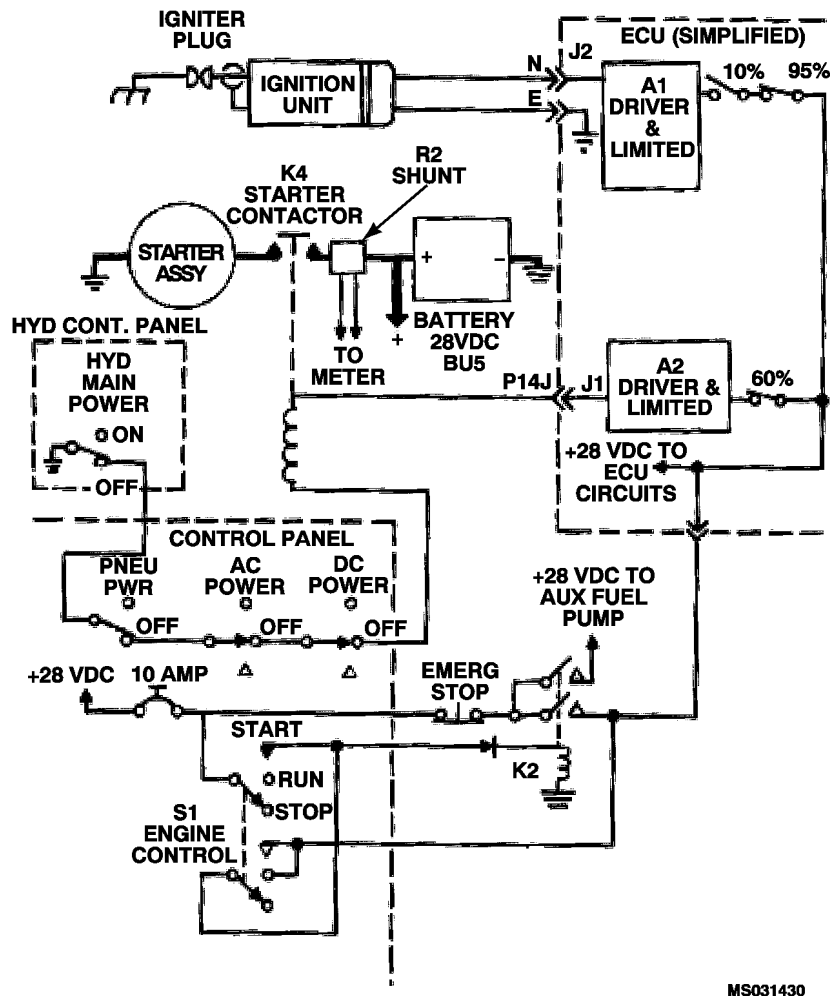 IGNITER
PLUG
ECU (SIMPLIFIED)
N
J2
10%
95%
IGNITION
UNIT
A1
DRIVER
&
LIMITED
E
R2
SHUNT
K4
STARTER
CONTACTOR
STARTER
ASSY
+
-
HYD CONT. PANEL
+
BATTERY
28VDC
BU5
TO
METER
HYD
MAIN
POWER
P14J
J1
A2
DRIVER &
LIMITED
60%
ON
OFF
+28 VDC TO
ECU
CIRCUITS
CONTROL PANEL
PNEU
PWR
AC
POWER
DC
POWER
OFF
OFF
OFF
+28 VDC TO
AUX FUEL
PUMP
+28 VDC
10 AMP
EMERG
STOP
START
RUN
K2
STOP
S1
ENGINE
CONTROL
MS031430